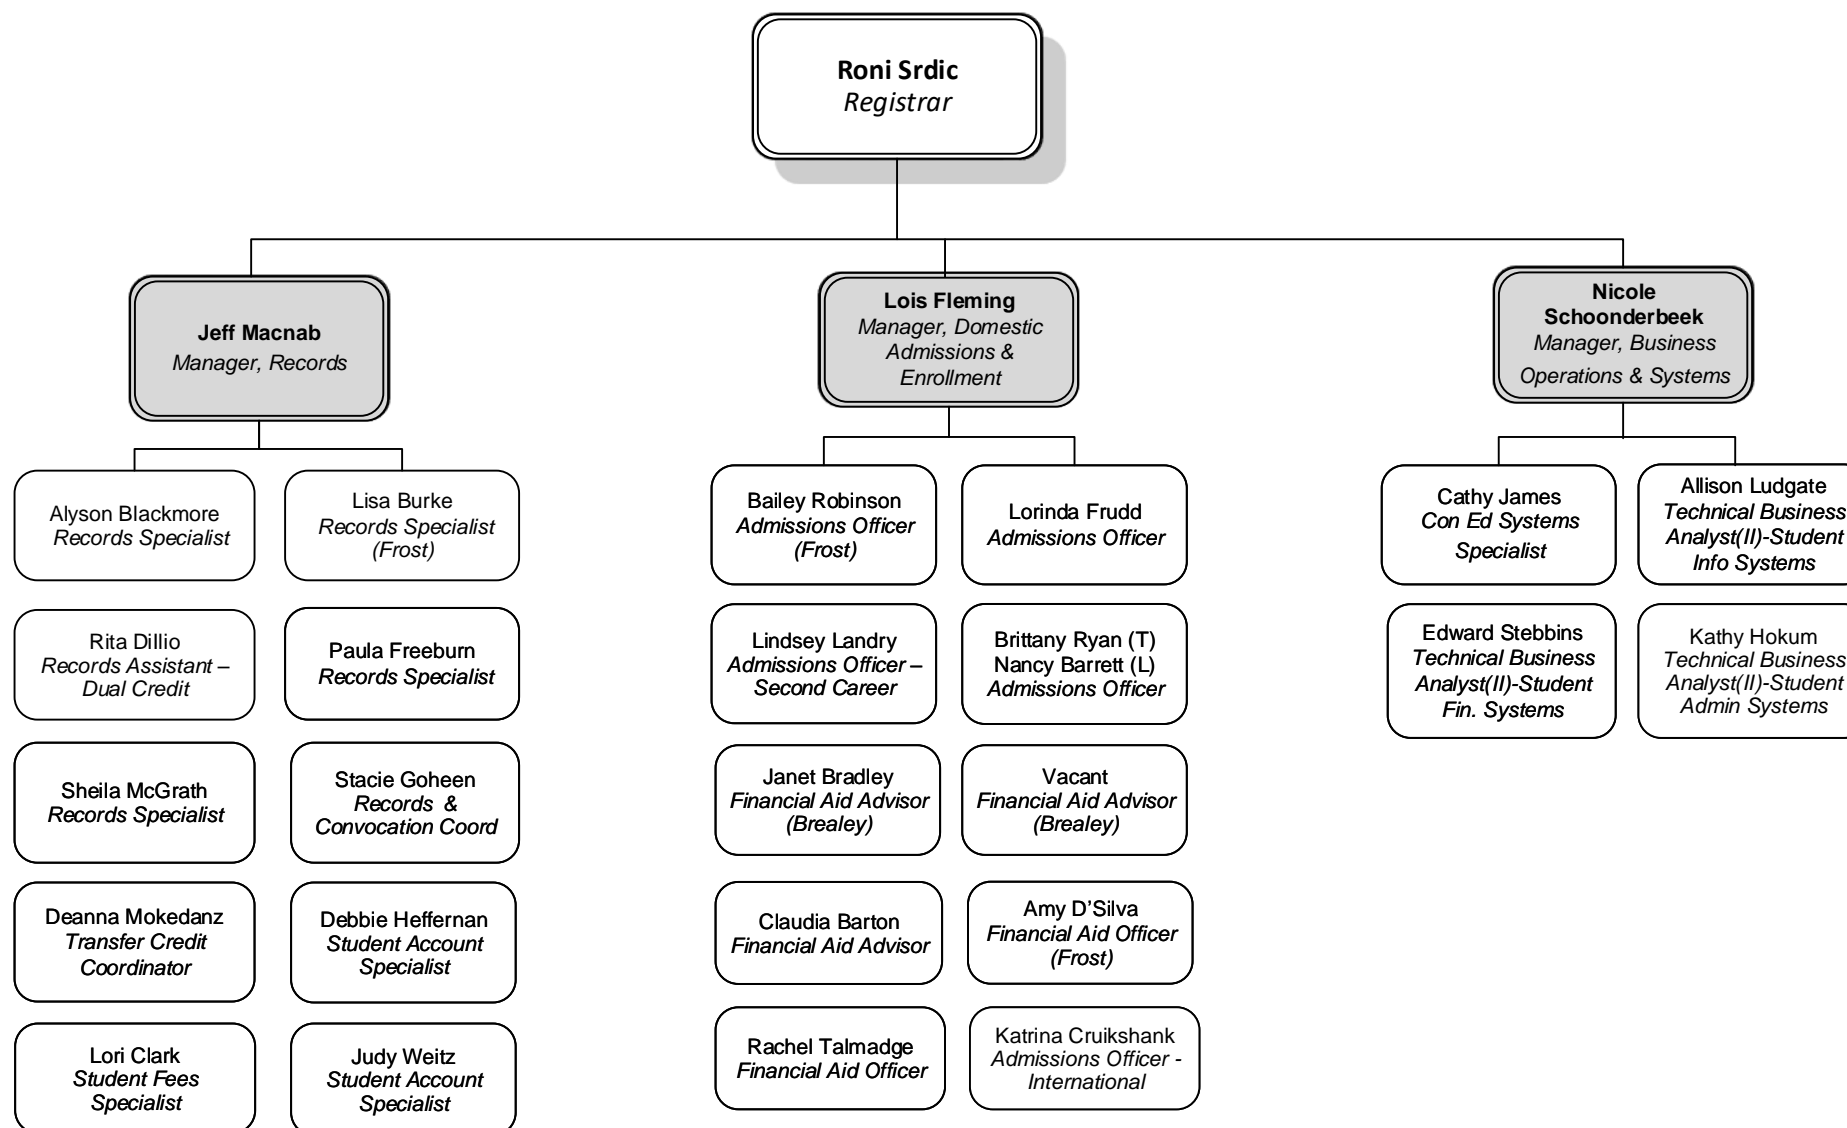 Roni Srdic
Registrar
Jeff Macnab
Manager, Records
Lois Fleming
Manager, Domestic
Admissions &
Enrollment
Nicole
Schoonderbeek
Manager, Business
Operations & Systems
Alyson Blackmore
Records Specialist
Lisa Burke
Records Specialist
(Frost)
Rita Dillio
Records Assistant –
Dual Credit
Paula Freeburn
Records Specialist
Sheila McGrath
Records Specialist
Stacie Goheen
Records &
Convocation Coord
Deanna Mokedanz
Transfer Credit
Coordinator
Debbie Heffernan
Student Account
Specialist
Lori Clark
Student Fees
Specialist
Judy Weitz
Student Account
Specialist
Bailey Robinson
Admissions Officer
(Frost)
Lorinda Frudd
Admissions Officer
Lindsey Landry
Admissions Officer –
Second Career
Brittany Ryan (T)
Nancy Barrett (L)
Admissions Officer
Janet Bradley
Financial Aid Advisor
(Brealey)
Vacant
Financial Aid Advisor
(Brealey)
Claudia Barton
Financial Aid Advisor
Amy D’Silva
Financial Aid Officer
(Frost)
Rachel Talmadge
Financial Aid Officer
Katrina Cruikshank
Admissions Officer -
International
Cathy James
Con Ed Systems
Specialist
Allison Ludgate
Technical Business
Analyst(II)-Student
Info Systems
Edward Stebbins
Technical Business
Analyst(II)-Student
Fin. Systems
Kathy Hokum
Technical Business
Analyst(II)-Student
Admin Systems